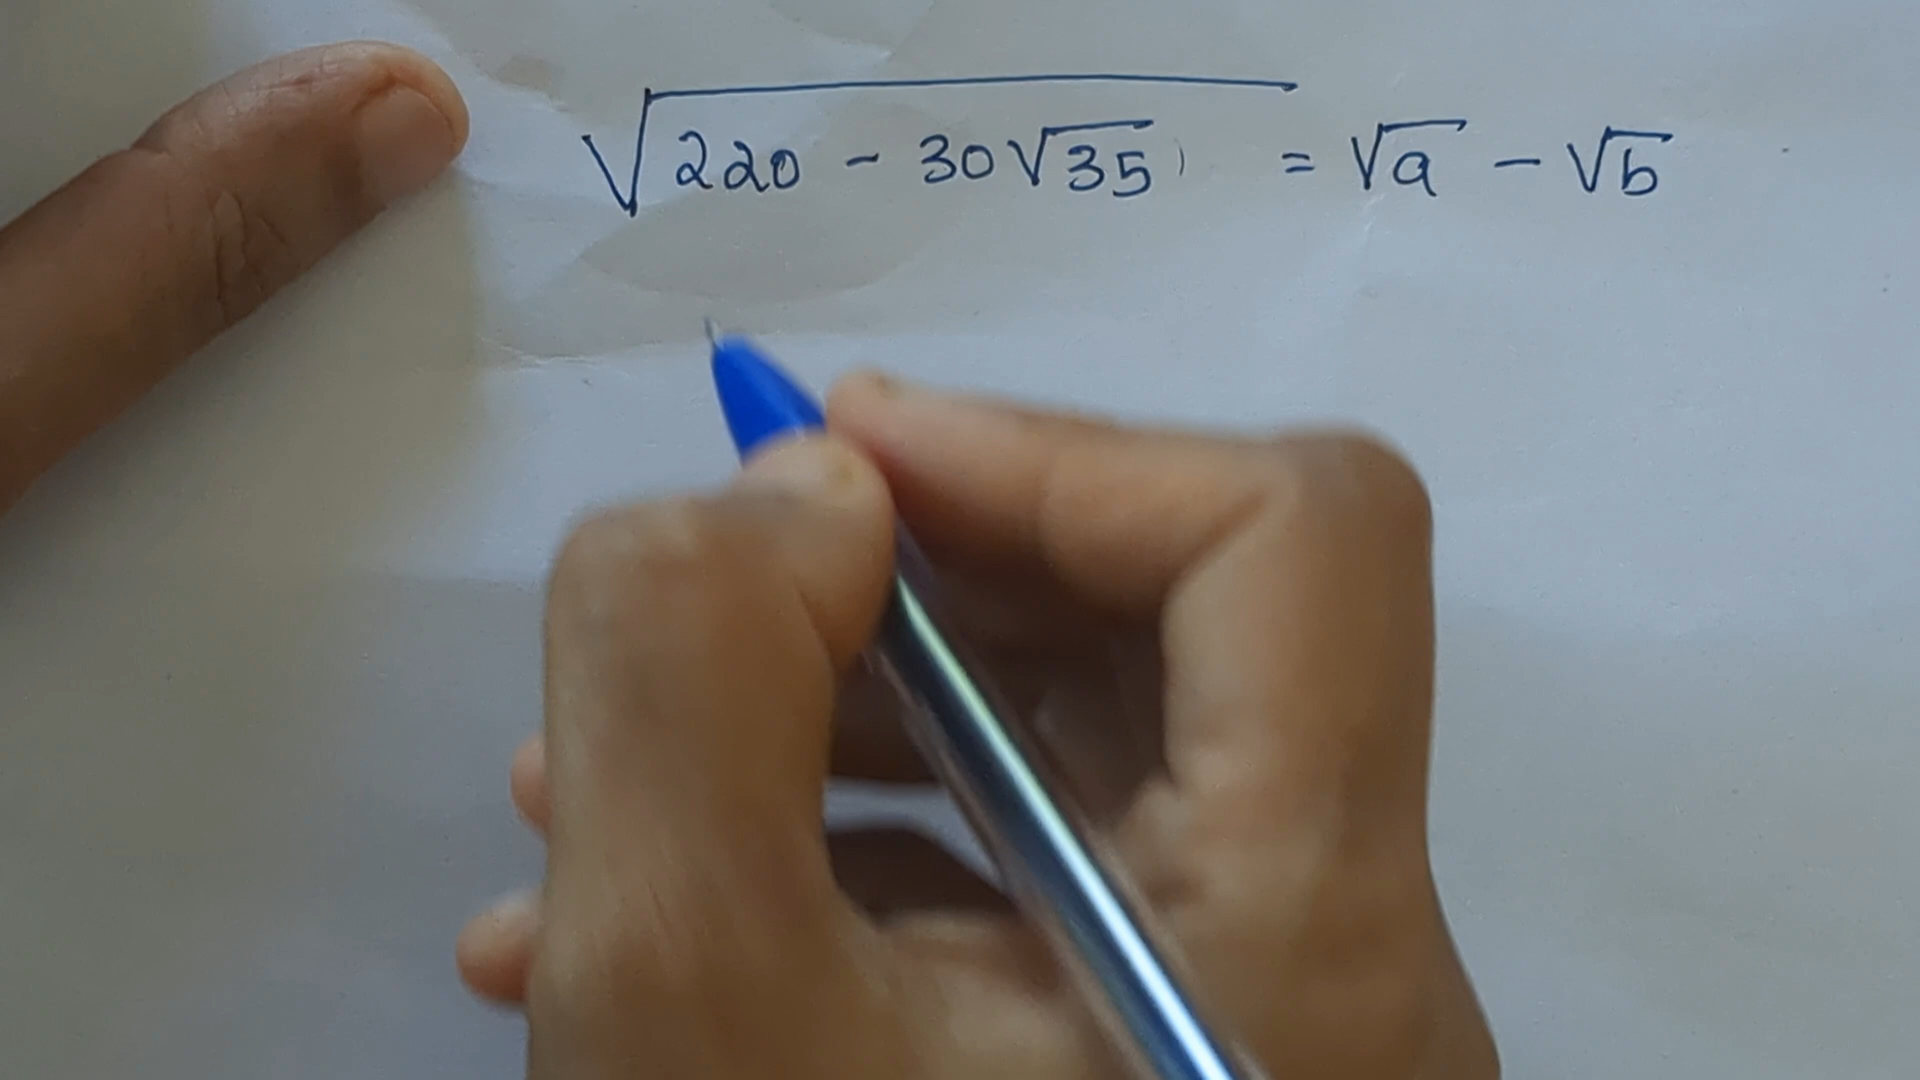 √(220 - 30√35) = √a - √b